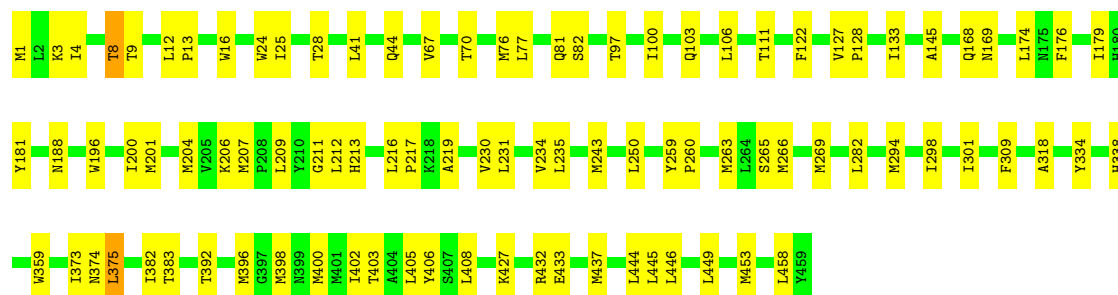 M1 L2 K3 I4 T8 T9 L12 P13 W16 W24 I25 T28 L41 Q44 V67 T70 M76 L77 Q81 S82 T97 I100 Q103 L106 T111 F122 V127 P128 I133 A145 Q168 N169 L174 N175 F176 I179 H180
Y181 N188 W196 I200 M201 M204 V205 K206 M207 P208 L209 Y210 G211 L212 H213 L216 P217 K218 A219 V230 L231 V234 L235 M243 L250 Y259 P260 M263 L264 S265 M266 M269 L282 M294 I298 I301 F309 A318 Y334 H338
W359 I373 N374 L375 I382 T383 T392 M396 G397 M398 N399 M400 M401 I402 T403 A404 L405 Y406 S407 L408 K427 R432 E433 M437 L444 L445 L446 L449 M453 L458 Y459